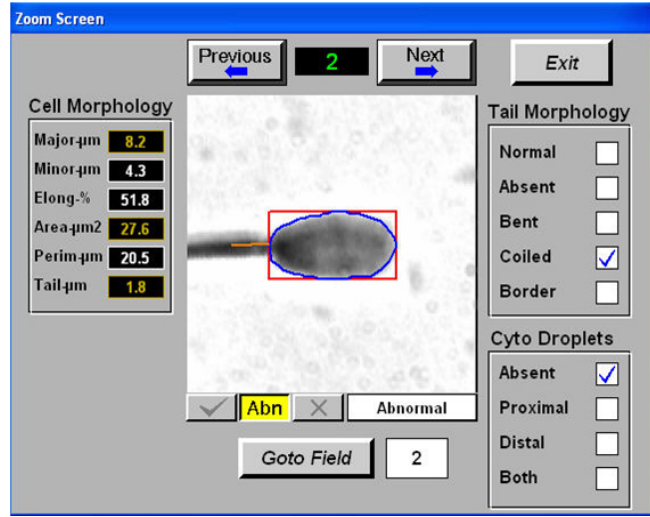 Zoom Screen
Previous
2
Next
Exit
Cell Morphology
Major-µm 8.2
Minor-µm 4.3
Elong-% 51.8
Area-µm2 27.6
Perim-µm 20.5
Tail-µm 1.8
Tail Morphology
Normal
Absent
Bent
Coiled
Border
Cyto Droplets
Absent
Proximal
Distal
Both
Abn
Abnormal
Goto Field
2